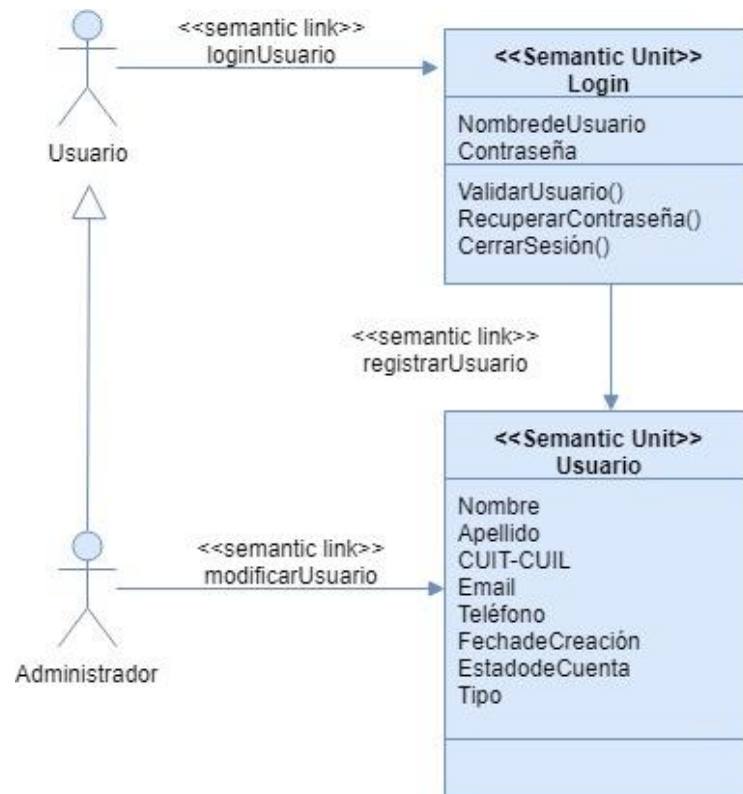 <<semantic link>>
loginUsuario
Usuario
<<Semantic Unit>>
Login
NombredeUsuario
Contraseña
ValidarUsuario()
RecuperarContraseña()
CerrarSesión()
<<semantic link>>
registrarUsuario
<<Semantic Unit>>
Usuario
Nombre
Apellido
CUIT-CUIL
Email
Teléfono
FechadeCreación
EstadodeCuenta
Tipo
<<semantic link>>
modificarUsuario
Administrador